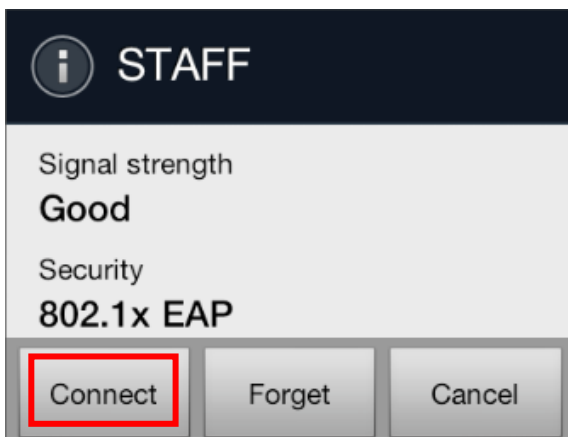 STAFF
Signal strength
Good
Security
802.1x EAP
Connect Forget Cancel